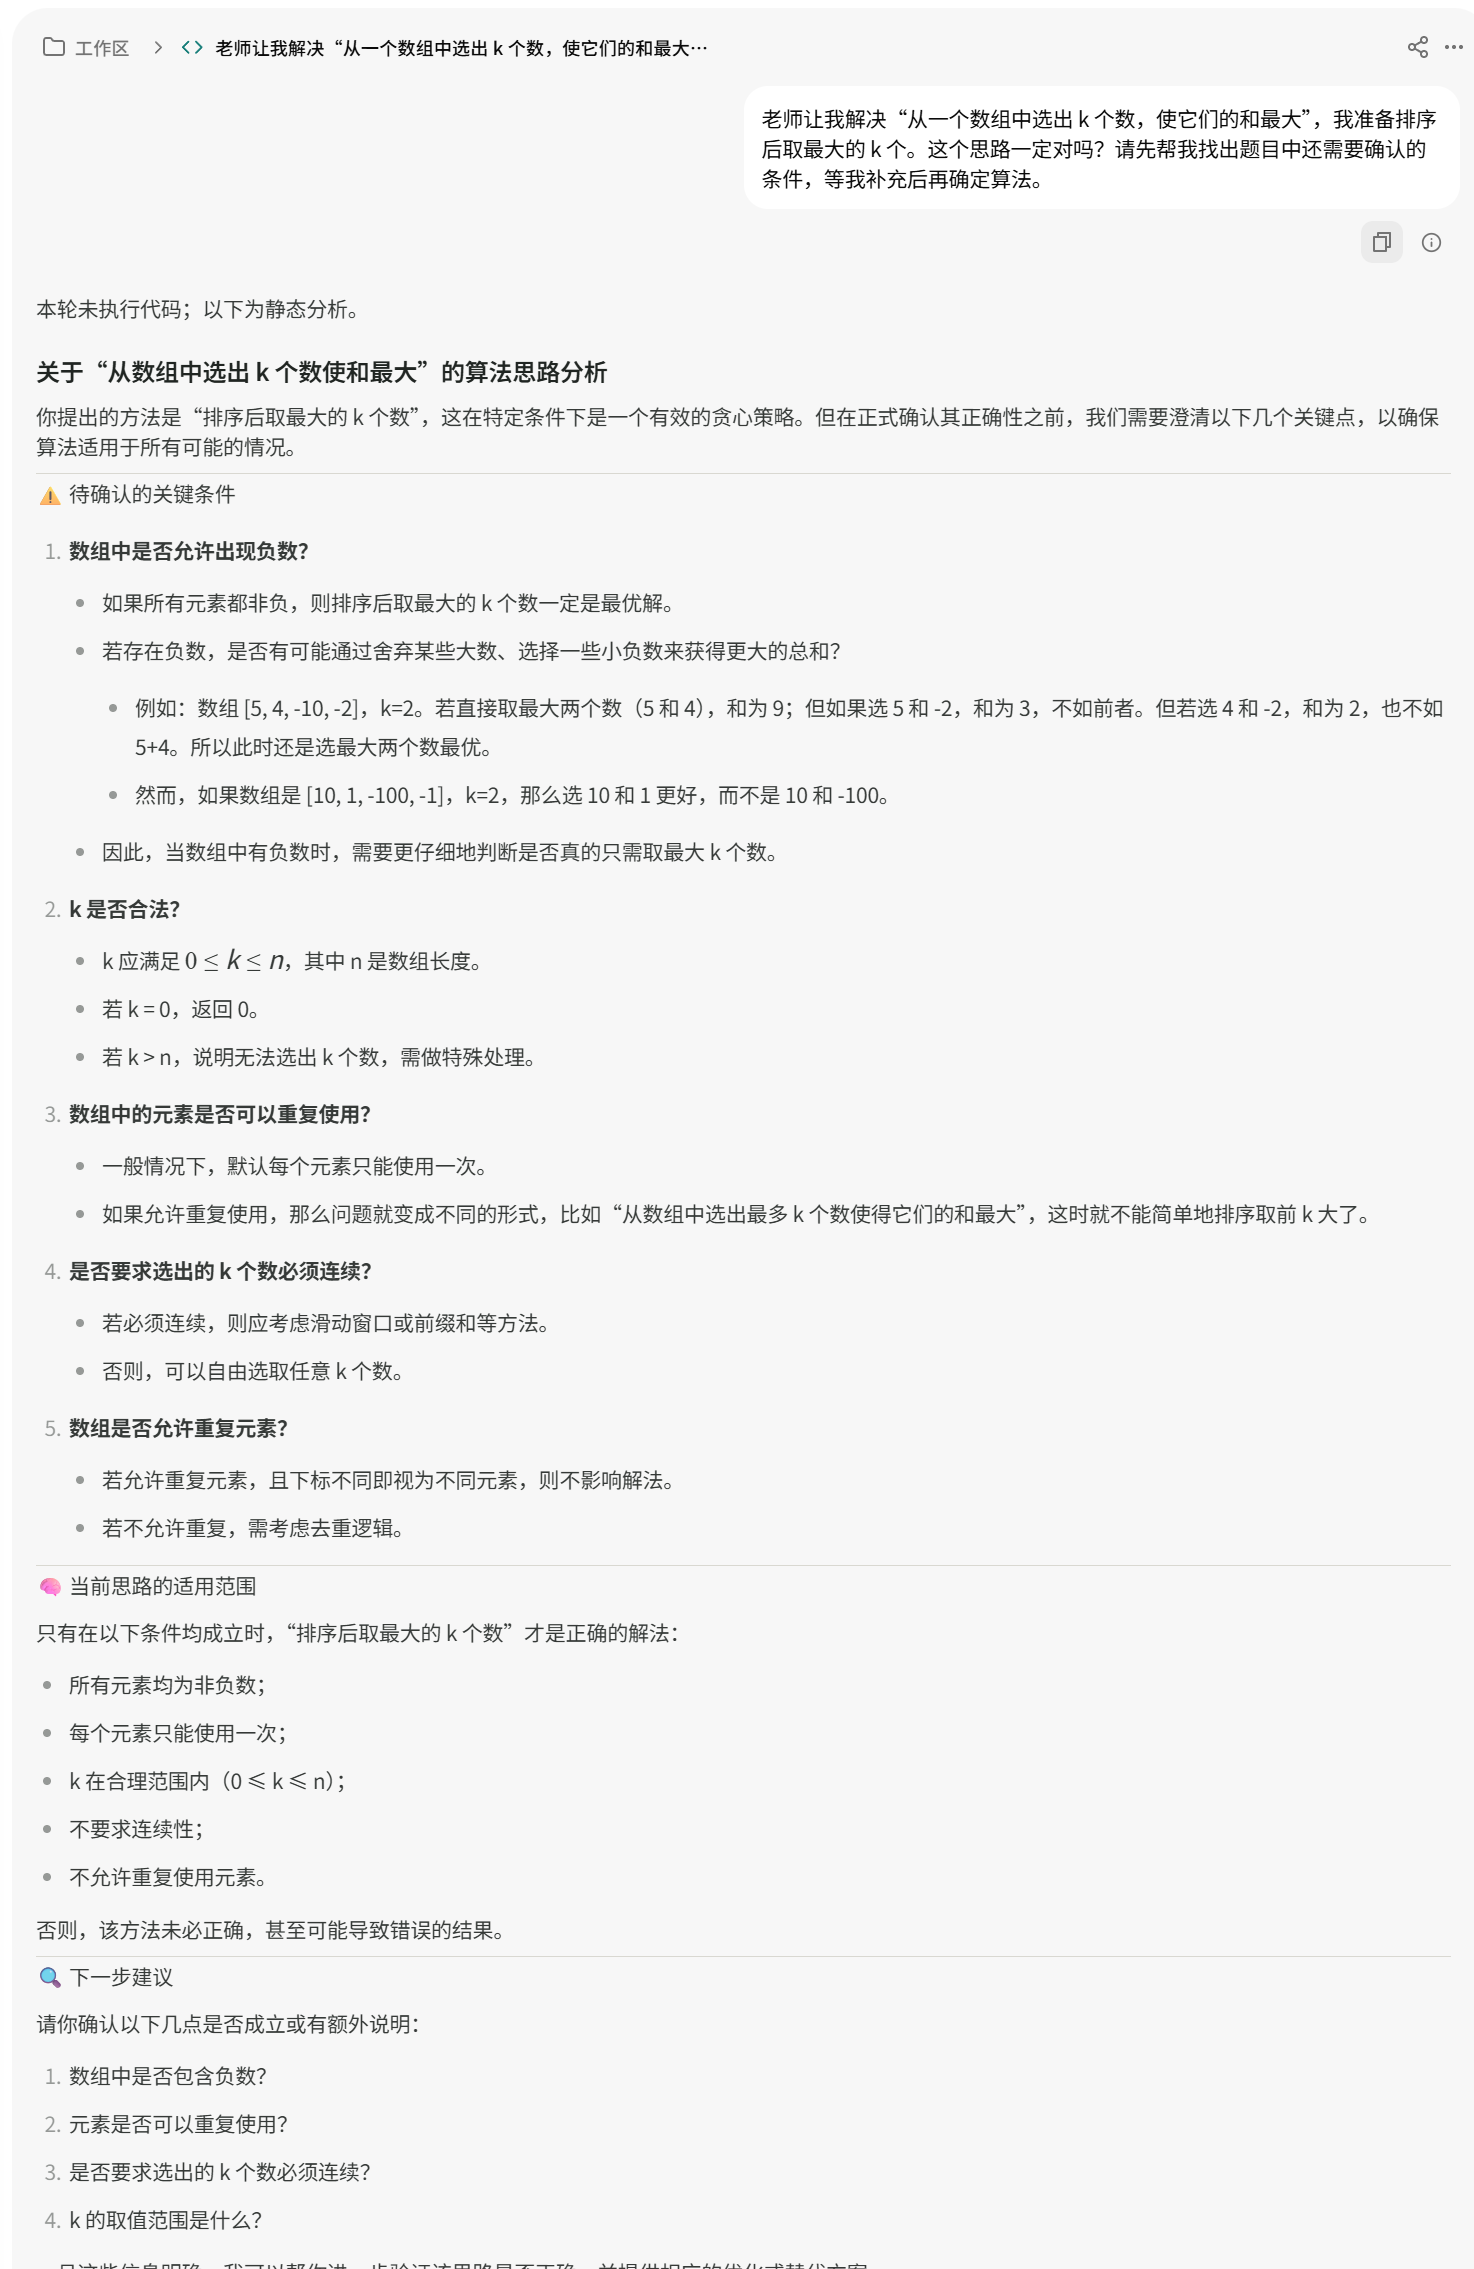 工作区 > <> 老师让我解决“从一个数组中选出 k 个数，使它们的和最大…
老师让我解决“从一个数组中选出 k 个数，使它们的和最大”，我准备排序
后取最大的 k 个。这个思路一定对吗？请先帮我找出题目中还需要确认的
条件，等我补充后再确定算法。
本轮未执行代码；以下为静态分析。
关于“从数组中选出 k 个数使和最大”的算法思路分析
你提出的方法是“排序后取最大的 k 个数”，这在特定条件下是一个有效的贪心策略。但在正式确认其正确性之前，我们需要澄清以下几个关键点，以确保
算法适用于所有可能的情况。
⚠️ 待确认的关键条件
1. 数组中是否允许出现负数？
• 如果所有元素都非负，则排序后取最大的 k 个数一定是最优解。
• 若存在负数，是否有可能通过舍弃某些大数、选择一些小负数来获得更大的总和？
• 例如：数组 [5, 4, -10, -2]，k=2。若直接取最大两个数（5 和 4），和为 9；但如果选 5 和 -2，和为 3，不如前者。但若选 4 和 -2，和为 2，也不如
5+4。所以此时还是选最大两个数最优。
• 然而，如果数组是 [10, 1, -100, -1]，k=2，那么选 10 和 1 更好，而不是 10 和 -100。
• 因此，当数组中有负数时，需要更仔细地判断是否真的只需取最大 k 个数。
2. k 是否合法？
• k 应满足 0 ≤ k ≤ n，其中 n 是数组长度。
• 若 k = 0，返回 0。
• 若 k > n，说明无法选出 k 个数，需做特殊处理。
3. 数组中的元素是否可以重复使用？
• 一般情况下，默认每个元素只能使用一次。
• 如果允许重复使用，那么问题就变成不同的形式，比如“从数组中选出最多 k 个数使得它们的和最大”，这时就不能简单地排序取前 k 大了。
4. 是否要求选出的 k 个数必须连续？
• 若必须连续，则应考虑滑动窗口或前缀和等方法。
• 否则，可以自由选取任意 k 个数。
5. 数组是否允许重复元素？
• 若允许重复元素，且下标不同即视为不同元素，则不影响解法。
• 若不允许重复，需考虑去重逻辑。
🧠 当前思路的适用范围
只有在以下条件均成立时，“排序后取最大的 k 个数”才是正确的解法：
• 所有元素均为非负数；
• 每个元素只能使用一次；
• k 在合理范围内（0 ≤ k ≤ n）；
• 不要求连续性；
• 不允许重复使用元素。
否则，该方法未必正确，甚至可能导致错误的结果。
🔍 下一步建议
请你确认以下几点是否成立或有额外说明：
1. 数组中是否包含负数？
2. 元素是否可以重复使用？
3. 是否要求选出的 k 个数必须连续？
4. k 的取值范围是什么？